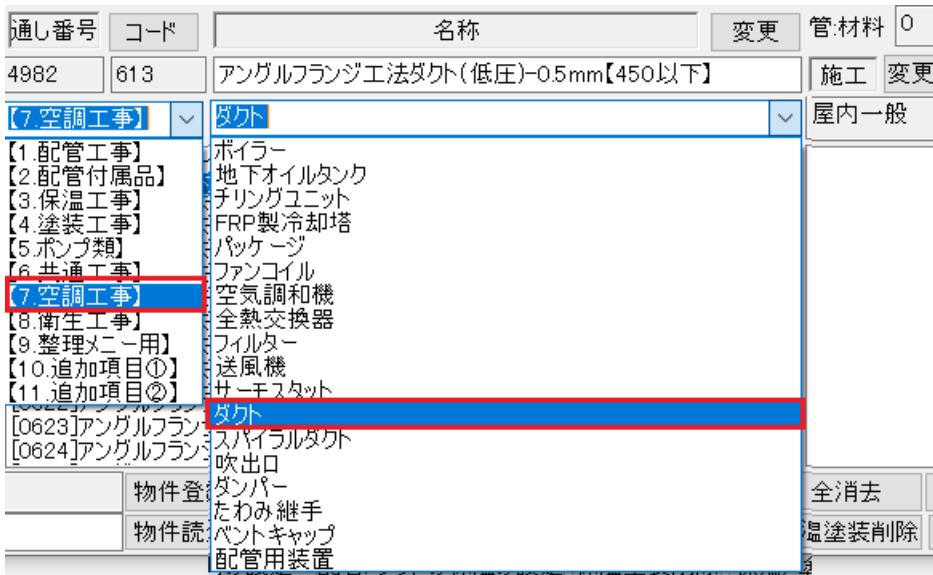 通し番号 コード 名称 変更 管:材料 0
4982 613 アングルフランジ工法ダクト(低圧)-0.5mm【450以下】 施工 変更
【7.空調工事】 ダクト 屋内一般
【1.配管工事】
【2.配管付属品】
【3.保温工事】
【4.塗装工事】
【5.ポンプ類】
【6.共通工事】
【7.空調工事】
【8.衛生工事】
【9.整理メニー用】
【10.追加項目①】
【11.追加項目②】
ボイラー
地下オイルタンク
チリングユニット
FRP製冷却塔
パッケージ
ファンコイル
空気調和機
全熱交換器
フィルター
送風機
サーモスタット
ダクト
スパイラルダクト
吹出口
ダンパー
たわみ継手
ベントキャップ
配管用装置
[0623]アングルフラン
[0624]アングルフラン
物件登 全消去
物件読 温塗装削除